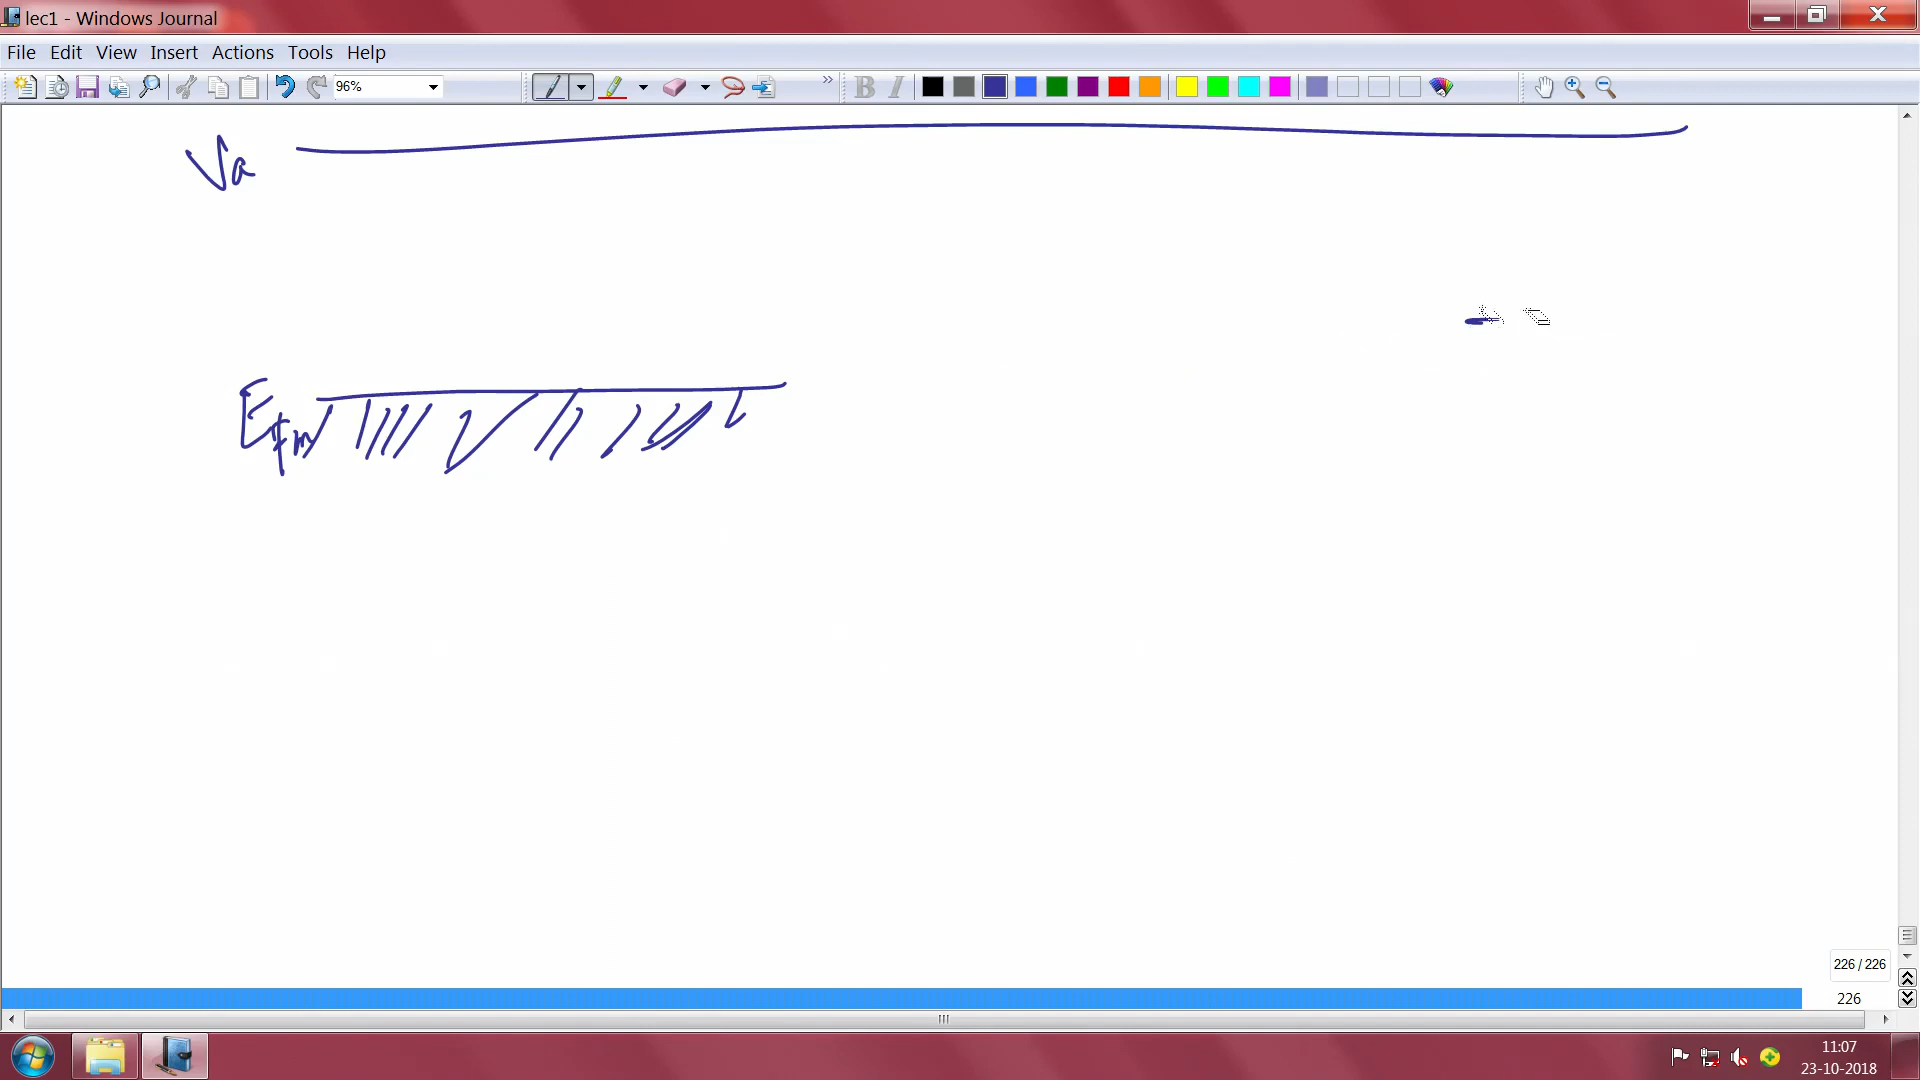 lec1 - Windows Journal
File Edit View Insert Actions Tools Help
96%
B I
Va
Efm
226 / 226
226
11:07
23-10-2018